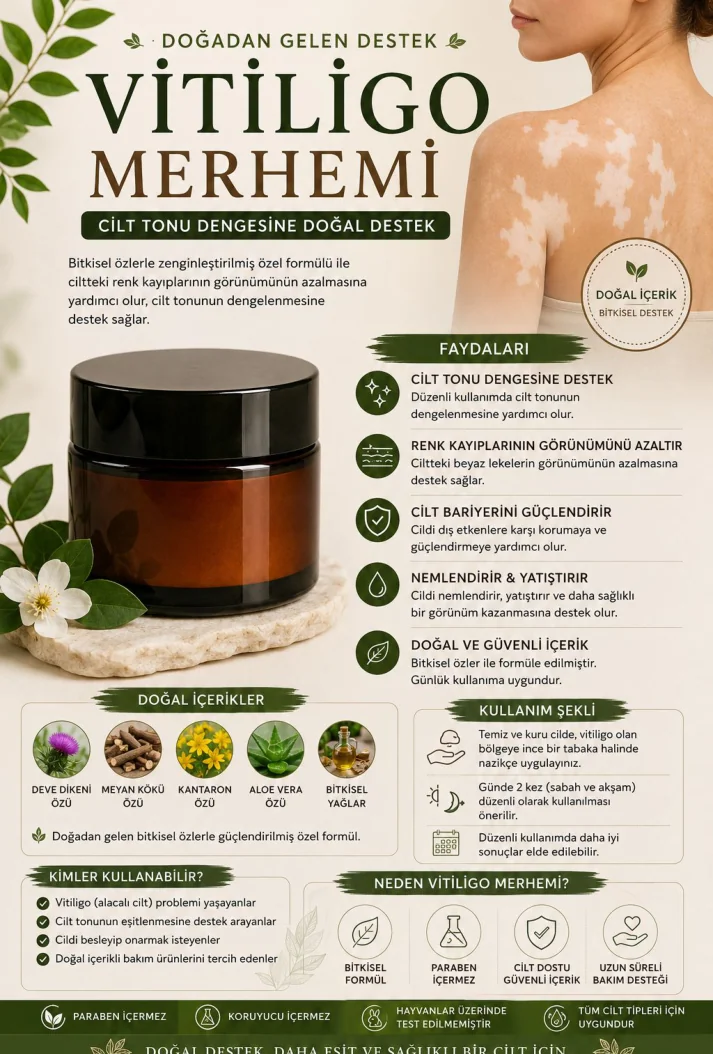 DOĞADAN GELEN DESTEK
VİTİLİGO
MERHEMİ
CİLT TONU DENGESİNE DOĞAL DESTEK
Bitkisel özlerle zenginleştirilmiş özel formülü ile
ciltteki renk kayıplarının görünümünün azalmasına
yardımcı olur, cilt tonunun dengelenmesine
destek sağlar.
DOĞAL İÇERİK
BİTKİSEL DESTEK
FAYDALARI
CİLT TONU DENGESİNE DESTEK
Düzenli kullanımda cilt tonunun
dengelenmesine yardımcı olur.
RENK KAYIPLARININ GÖRÜNÜMÜNÜ AZALTIR
Ciltteki beyaz lekelerin görünümünün azalmasına
destek sağlar.
CİLT BARİYERİNİ GÜÇLENDİRİR
Cildi dış etkenlere karşı korumaya ve
güçlendirmeye yardımcı olur.
NEMLENDİRİR & YATIŞTIRIR
Cildi nemlendirir, yatıştırır ve daha sağlıklı
bir görünüm kazanmasına destek olur.
DOĞAL VE GÜVENLİ İÇERİK
Bitkisel özler ile formüle edilmiştir.
Günlük kullanıma uygundur.
DOĞAL İÇERİKLER
DEVE DİKENİ
ÖZÜ
MEYAN KÖKÜ
ÖZÜ
KANTARON
ÖZÜ
ALOE VERA
ÖZÜ
BİTKİSEL
YAĞLAR
Doğadan gelen bitkisel özlerle güçlendirilmiş özel formül.
KULLANIM ŞEKLİ
Temiz ve kuru cilde, vitiligo olan
bölgeye ince bir tabaka halinde
nazikçe uygulayınız.
Günde 2 kez (sabah ve akşam)
düzenli olarak kullanılması
önerilir.
Düzenli kullanımda daha iyi
sonuçlar elde edilebilir.
KİMLER KULLANABİLİR?
Vitiligo (alacalı cilt) problemi yaşayanlar
Cilt tonunun eşitlenmesine destek arayanlar
Cildi besleyip onarmak isteyenler
Doğal içerikli bakım ürünlerini tercih edenler
NEDEN VİTİLİGO MERHEMİ?
BİTKİSEL
FORMÜL
PARABEN
İÇERMEZ
CİLT DOSTU
GÜVENLİ İÇERİK
UZUN SÜRELİ
BAKIM DESTEĞİ
PARABEN İÇERMEZ
KORUYUCU İÇERMEZ
HAYVANLAR ÜZERİNDE
TEST EDİLMEMİŞTİR
TÜM CİLT TİPLERİ İÇİN
UYGUNDUR
DOĞAL DESTEK, DAHA EŞİT VE SAĞLIKLI BİR CİLT İÇİN